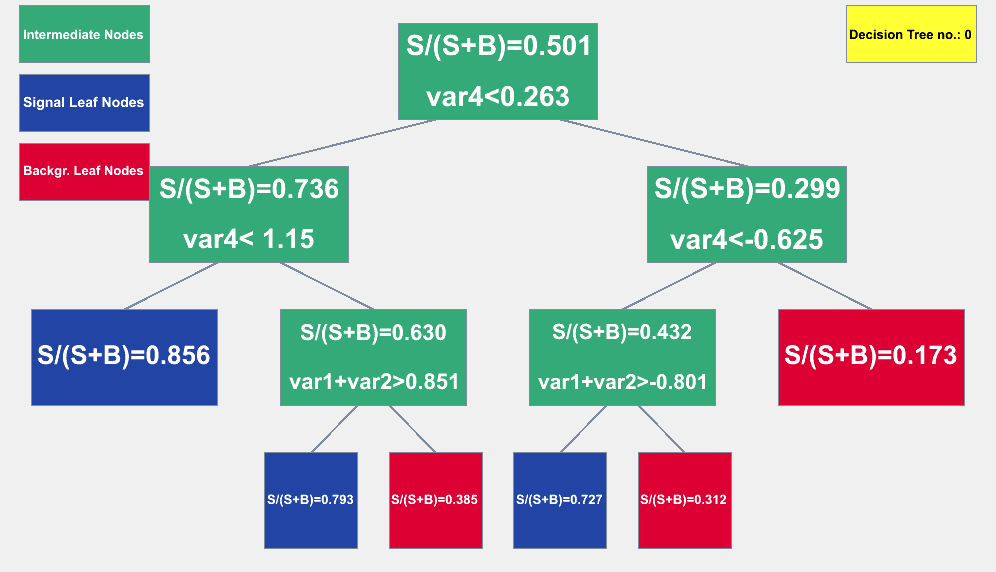 Intermediate Nodes
Signal Leaf Nodes
Backgr. Leaf Nodes
Decision Tree no.: 0
S/(S+B)=0.501
var4<0.263
S/(S+B)=0.736
var4< 1.15
S/(S+B)=0.299
var4<-0.625
S/(S+B)=0.856
S/(S+B)=0.630
var1+var2>0.851
S/(S+B)=0.432
var1+var2>-0.801
S/(S+B)=0.173
S/(S+B)=0.793
S/(S+B)=0.385
S/(S+B)=0.727
S/(S+B)=0.312